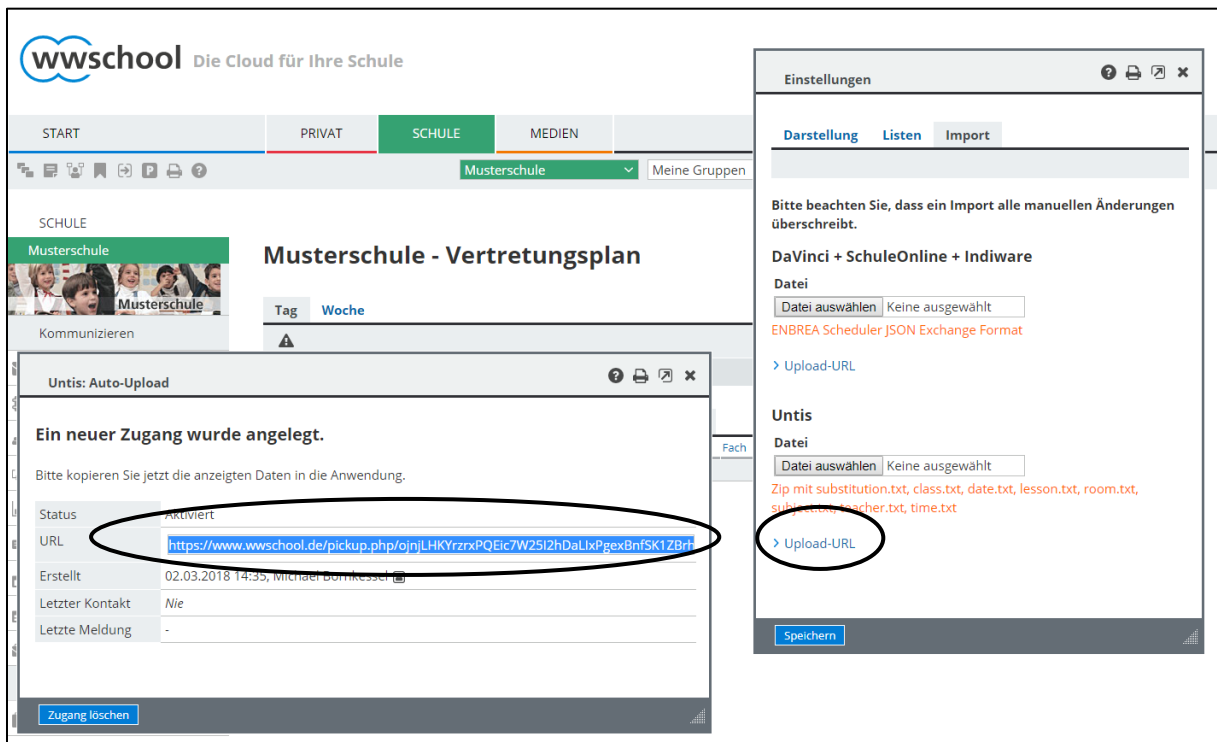 wwschool Die Cloud für Ihre Schule
START PRIVAT SCHULE MEDIEN
Musterschule Meine Gruppen
SCHULE
Musterschule
Musterschule
Kommunizieren
Musterschule - Vertretungsplan
Tag Woche
Fach
Untis: Auto-Upload
Ein neuer Zugang wurde angelegt.
Bitte kopieren Sie jetzt die anzeigten Daten in die Anwendung.
Status Aktiviert
URL https://www.wwschool.de/pickup.php/ojnjLHKYrzrxPQEic7W25I2hDaLIxPgexBnfSK1ZBrh
Erstellt 02.03.2018 14:35, Michael Bornkessel
Letzter Kontakt Nie
Letzte Meldung -
Zugang löschen
Einstellungen
Darstellung Listen Import
Bitte beachten Sie, dass ein Import alle manuellen Änderungen
überschreibt.
DaVinci + SchuleOnline + Indiware
Datei
Datei auswählen Keine ausgewählt
ENBREA Scheduler JSON Exchange Format
> Upload-URL
Untis
Datei
Datei auswählen Keine ausgewählt
Zip mit substitution.txt, class.txt, date.txt, lesson.txt, room.txt,
subject.txt, teacher.txt, time.txt
> Upload-URL
Speichern